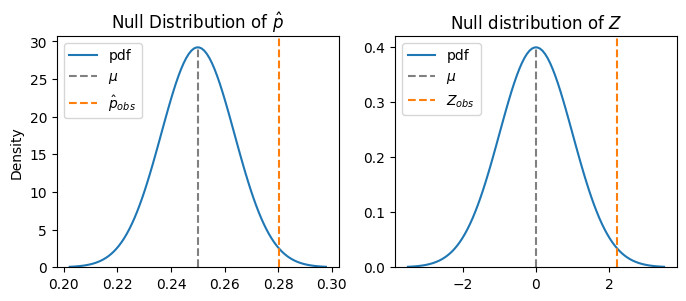 Null Distribution of p̂
pdf
μ
p̂obs
Density
30
25
20
15
10
5
0
0.20 0.22 0.24 0.26 0.28 0.30
Null distribution of Z
pdf
μ
Zobs
0.4
0.3
0.2
0.1
0.0
−2 0 2